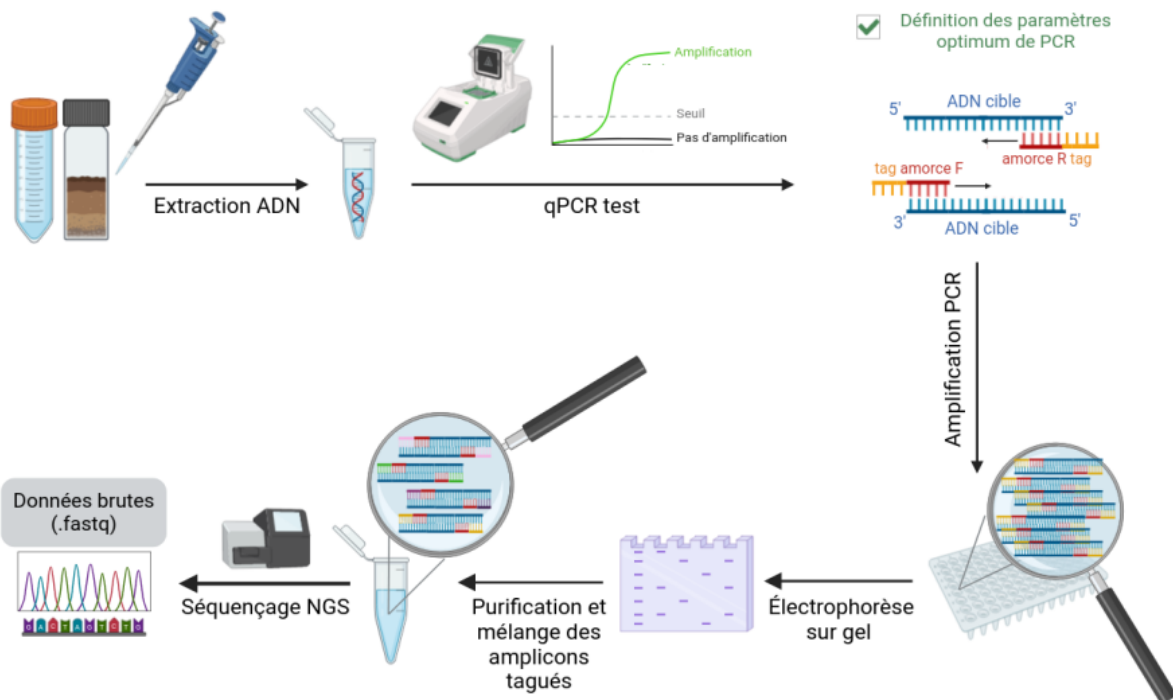 Définition des paramètres
optimum de PCR
Amplification
Seuil
Pas d'amplification
Extraction ADN
qPCR test
5'
ADN cible
3'
amorce R tag
tag amorce F
3'
ADN cible
5'
Amplification PCR
Électrophorèse
sur gel
Purification et
mélange des
amplicons
tagués
Séquençage NGS
Données brutes
(.fastq)